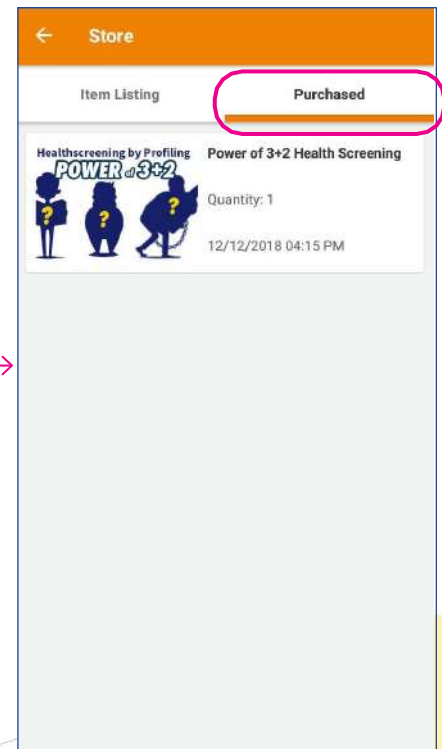 Store
Item Listing
Purchased
Healthscreening by Profiling
POWER of 3+2
? ? ?
Power of 3+2 Health Screening
Quantity: 1
12/12/2018 04:15 PM